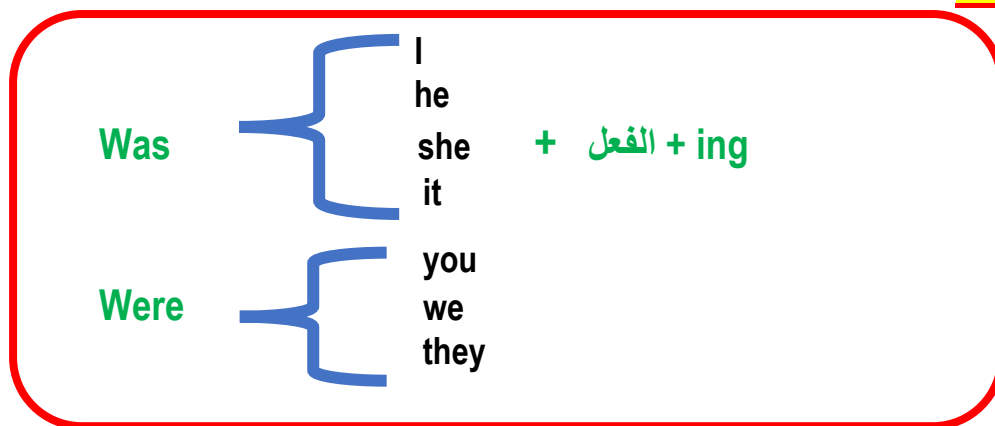 I
he
Was she + الفعل + ing
it
you
Were we
they